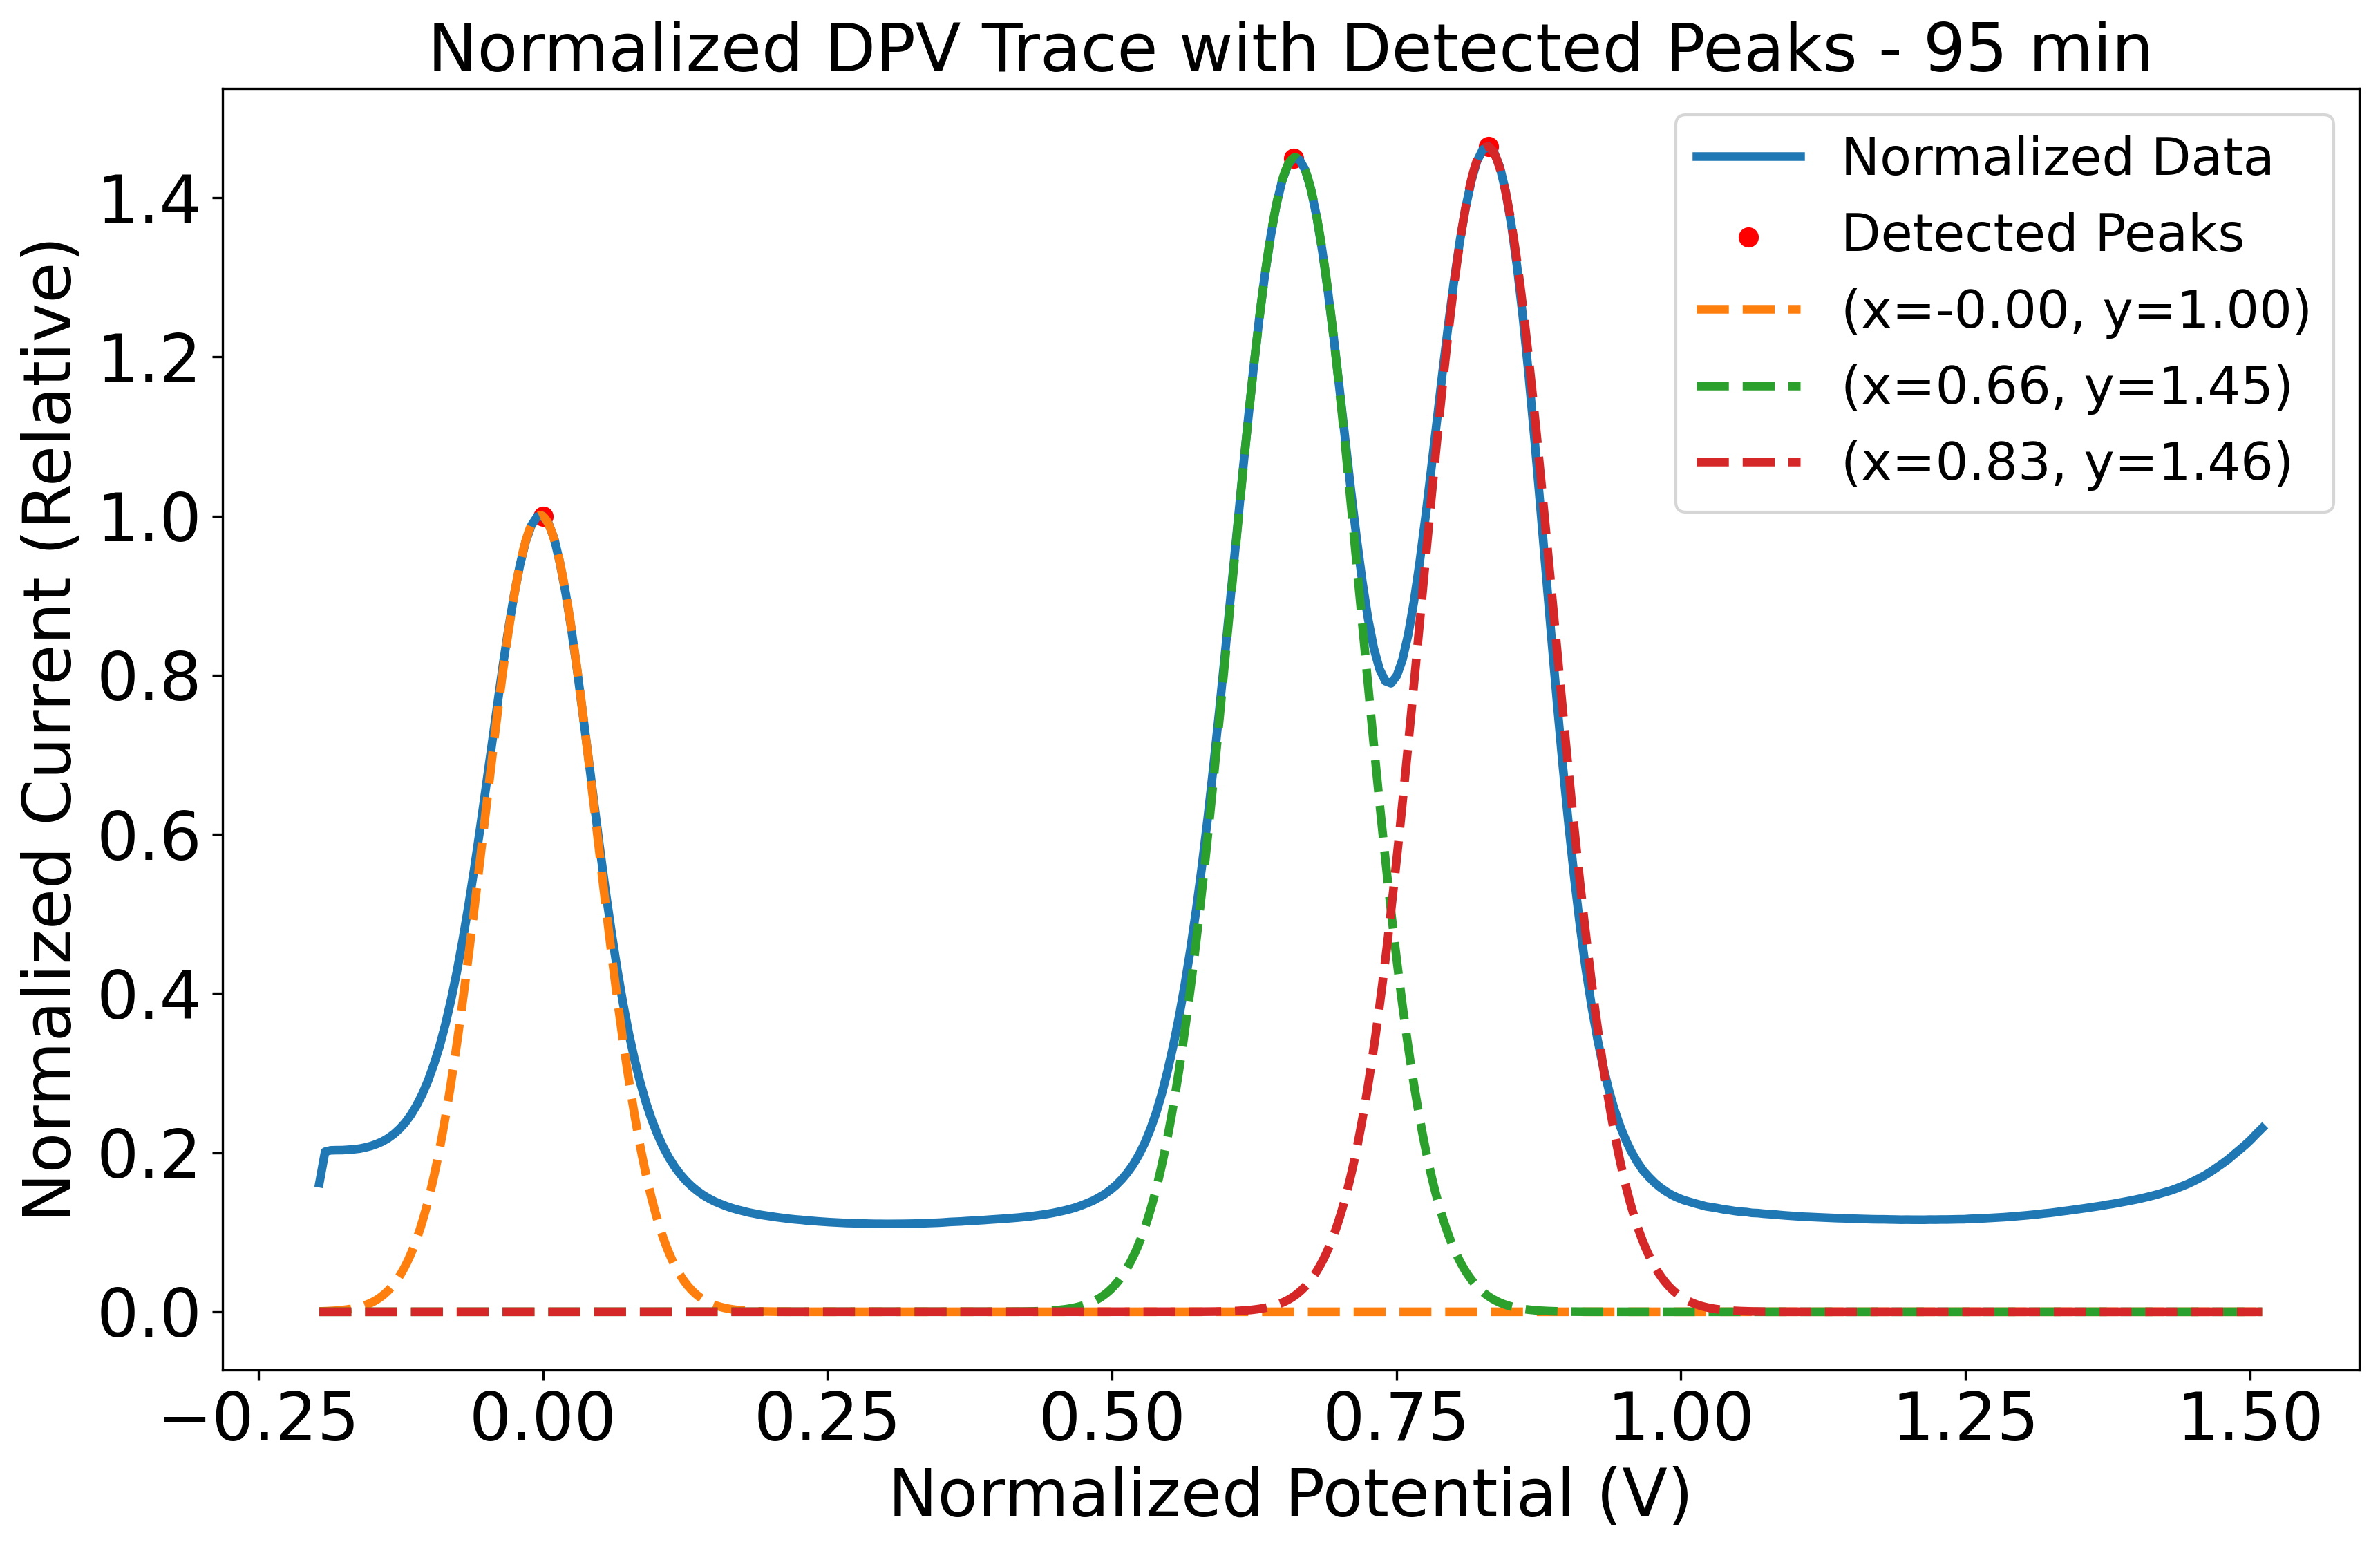 Normalized DPV Trace with Detected Peaks - 95 min
Normalized Current (Relative)
1.4
1.2
1.0
0.8
0.6
0.4
0.2
0.0
Normalized Data
Detected Peaks
(x=-0.00, y=1.00)
(x=0.66, y=1.45)
(x=0.83, y=1.46)
−0.25 0.00 0.25 0.50 0.75 1.00 1.25 1.50
Normalized Potential (V)